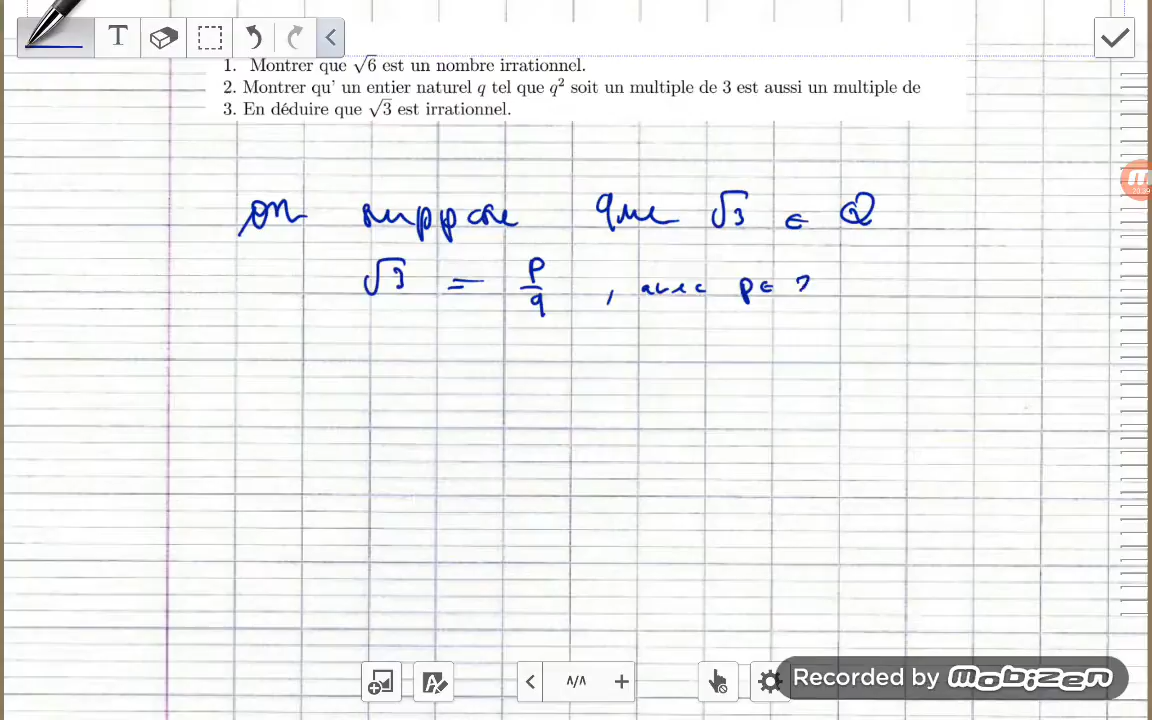 T
1. Montrer que √6 est un nombre irrationnel.
2. Montrer qu' un entier naturel q tel que q² soit un multiple de 3 est aussi un multiple de
3. En déduire que √3 est irrationnel.
on suppose que √3 ∈ Q
√3 = p/q , avec p∈
Recorded by mobizen